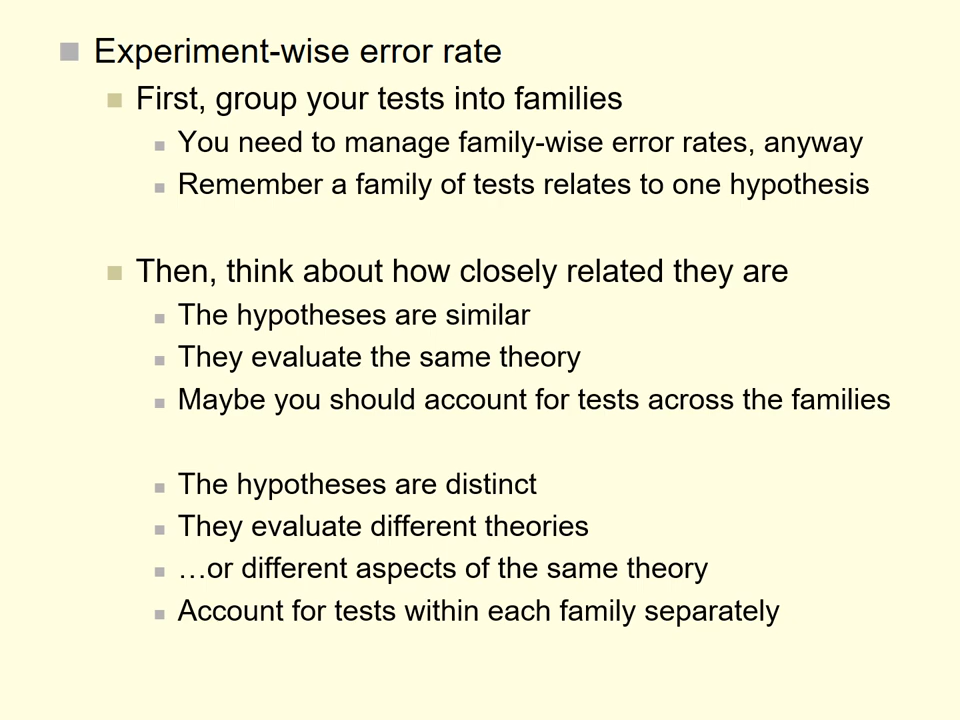 Experiment-wise error rate
First, group your tests into families
You need to manage family-wise error rates, anyway
Remember a family of tests relates to one hypothesis
Then, think about how closely related they are
The hypotheses are similar
They evaluate the same theory
Maybe you should account for tests across the families
The hypotheses are distinct
They evaluate different theories
…or different aspects of the same theory
Account for tests within each family separately